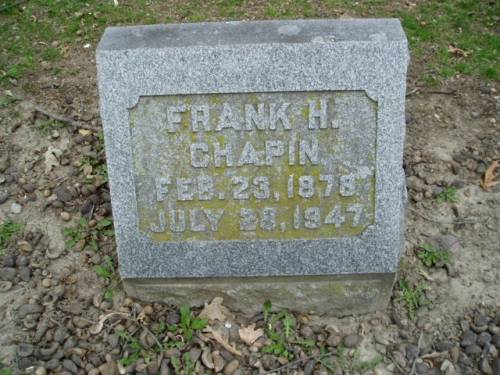 FRANK H.
CHAPIN
FEB. 23, 1878
JULY 28, 1947